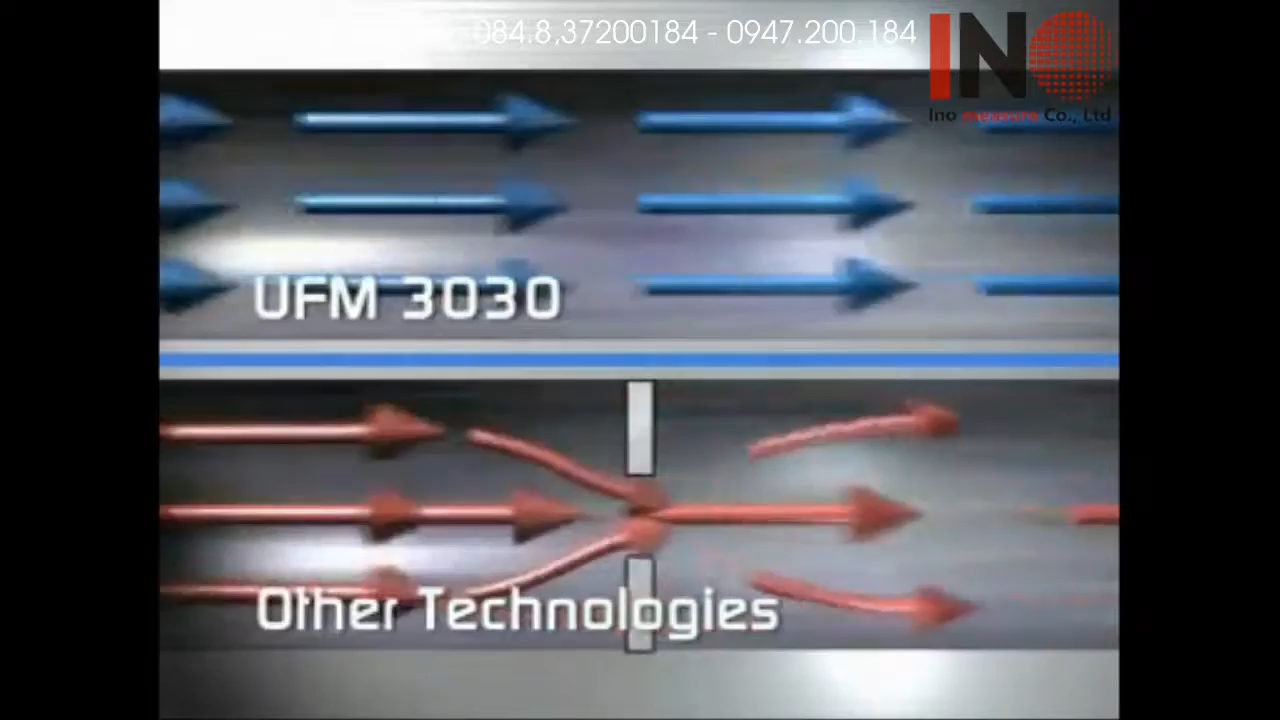 084.8,37200184 - 0947.200,184
INO
Ino measure Co., Ltd
UFM 3030
Other Technologies